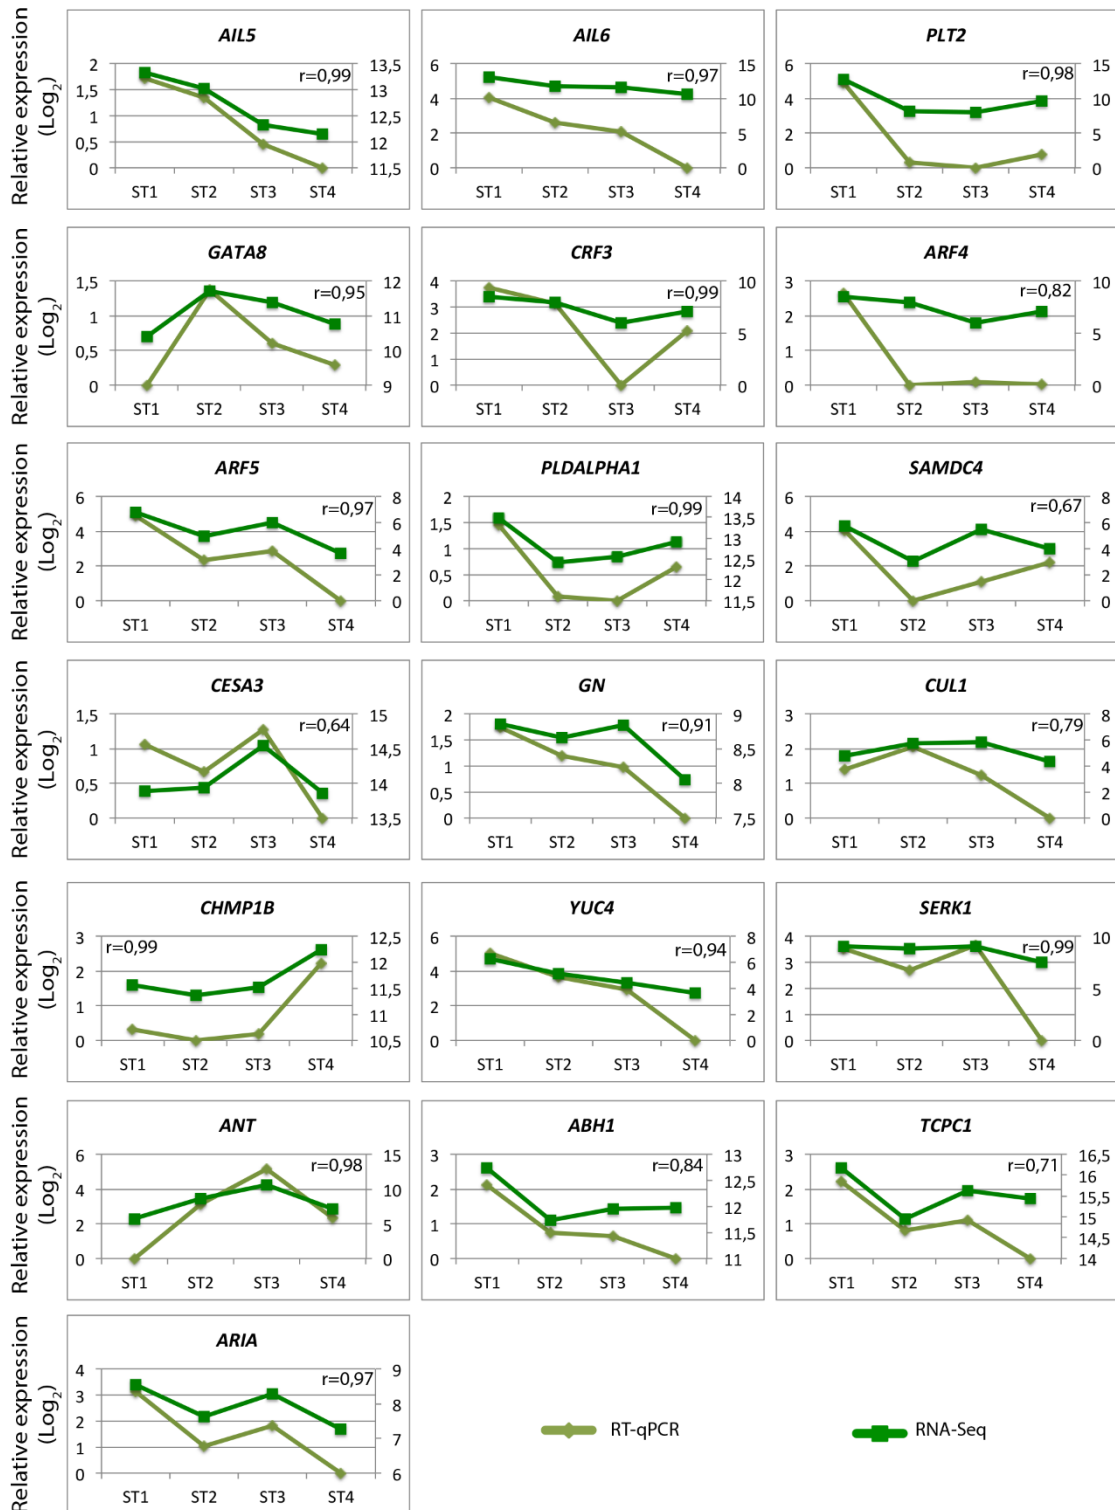 AIL5 AIL6 PLT2
Relative expression (Log2)
2 1,5 1 0,5 0
13,5 13 12,5 12 11,5
r=0,99
ST1 ST2 ST3 ST4
6 4 2 0
15 10 5 0
r=0,97
ST1 ST2 ST3 ST4
6 4 2 0
15 10 5 0
r=0,98
ST1 ST2 ST3 ST4
GATA8 CRF3 ARF4
Relative expression (Log2)
1,5 1 0,5 0
12 11 10 9
r=0,95
ST1 ST2 ST3 ST4
4 3 2 1 0
10 5 0
r=0,99
ST1 ST2 ST3 ST4
3 2 1 0
10 5 0
r=0,82
ST1 ST2 ST3 ST4
ARF5 PLDALPHA1 SAMDC4
Relative expression (Log2)
6 4 2 0
8 6 4 2 0
r=0,97
ST1 ST2 ST3 ST4
2 1,5 1 0,5 0
14 13,5 13 12,5 12 11,5
r=0,99
ST1 ST2 ST3 ST4
6 4 2 0
8 6 4 2 0
r=0,67
ST1 ST2 ST3 ST4
CESA3 GN CUL1
Relative expression (Log2)
1,5 1 0,5 0
15 14,5 14 13,5
r=0,64
ST1 ST2 ST3 ST4
2 1,5 1 0,5 0
9 8,5 8 7,5
r=0,91
ST1 ST2 ST3 ST4
3 2 1 0
8 6 4 2 0
r=0,79
ST1 ST2 ST3 ST4
CHMP1B YUC4 SERK1
Relative expression (Log2)
3 2 1 0
12,5 12 11,5 11 10,5
r=0,99
ST1 ST2 ST3 ST4
6 4 2 0
8 6 4 2 0
r=0,94
ST1 ST2 ST3 ST4
4 3 2 1 0
10 5 0
r=0,99
ST1 ST2 ST3 ST4
ANT ABH1 TCPC1
Relative expression (Log2)
6 4 2 0
15 10 5 0
r=0,98
ST1 ST2 ST3 ST4
3 2 1 0
13 12,5 12 11,5 11
r=0,84
ST1 ST2 ST3 ST4
3 2 1 0
16,5 16 15,5 15 14,5 14
r=0,71
ST1 ST2 ST3 ST4
ARIA
Relative expression (Log2)
4 3 2 1 0
9 8 7 6
r=0,97
ST1 ST2 ST3 ST4
RT-qPCR RNA-Seq